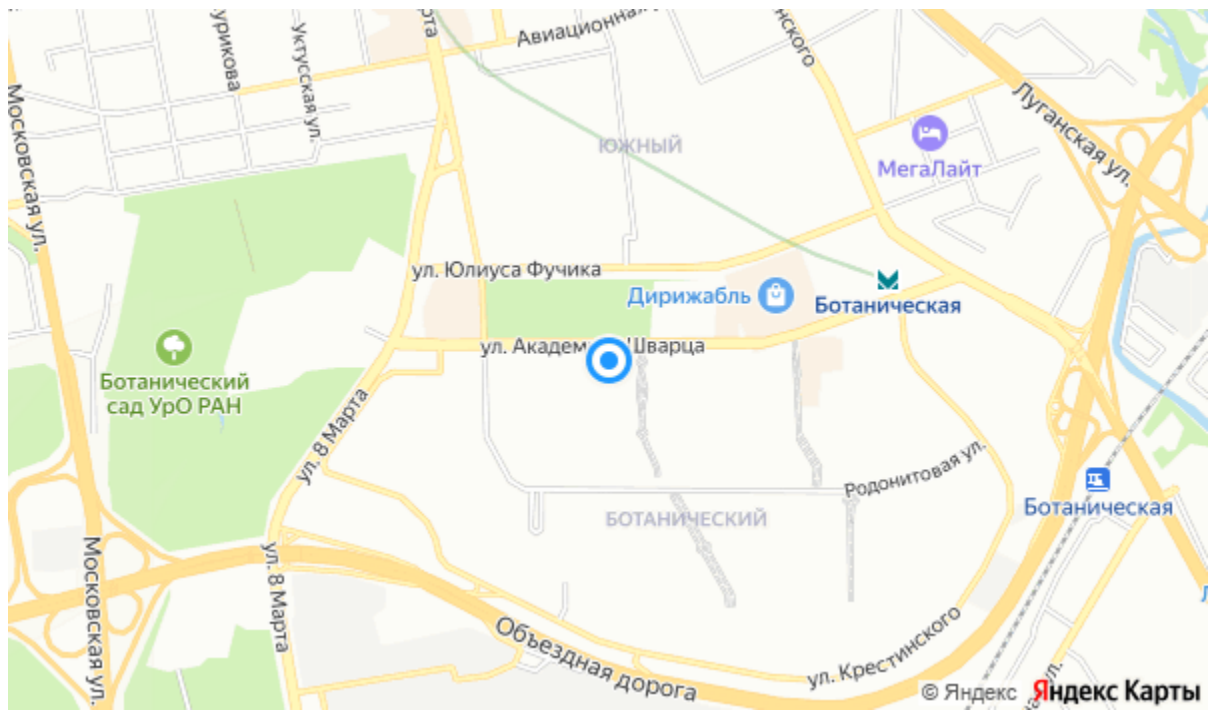 Авиационная
Уктусская ул.
Московская ул.
Луганская ул.
ЮЖНЫЙ
МегаЛайт
ул. Юлиуса Фучика
Дирижабль
Ботаническая
ул. Академ
Шварца
Ботанический
сад УрО РАН
ул. 8 Марта
Родонитовая ул.
Ботаническая
БОТАНИЧЕСКИЙ
Московская ул.
ул. 8 Марта
Объездная дорога
ул. Крестинского
© Яндекс Яндекс Карты